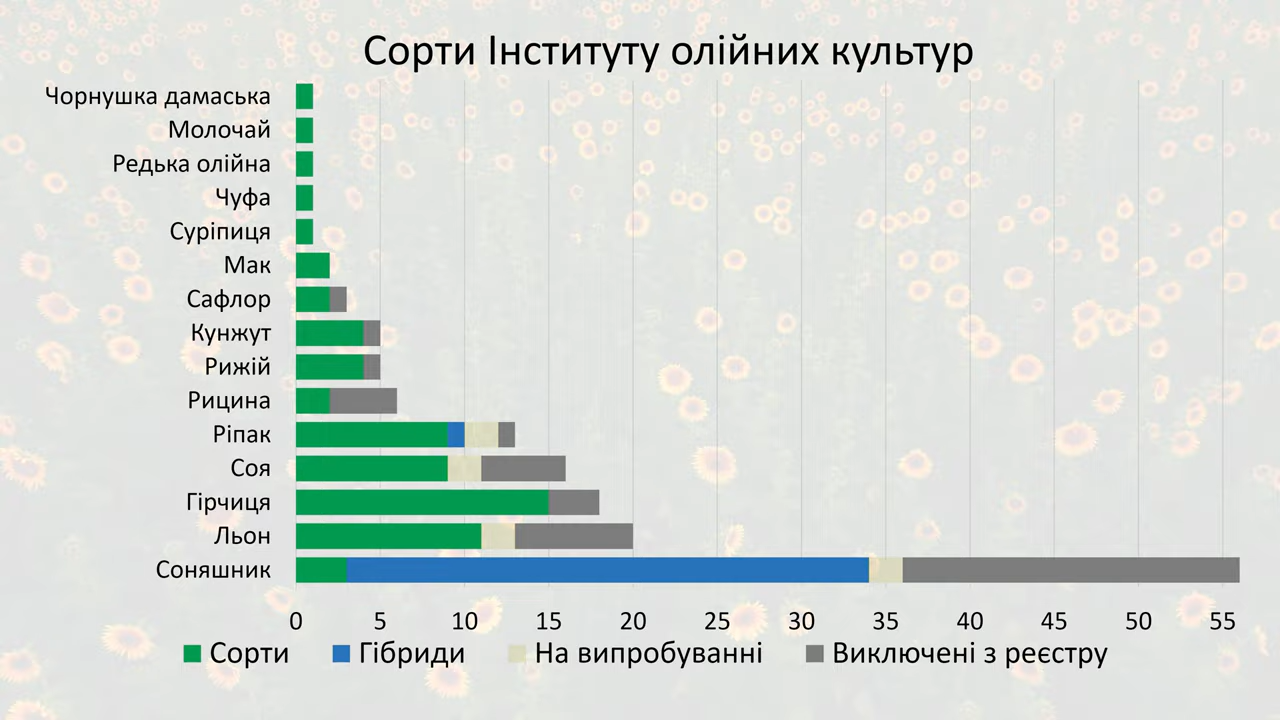 Сорти Інституту олійних культур
Чорнушка дамаська
Молочай
Редька олійна
Чуфа
Суріпиця
Мак
Сафлор
Кунжут
Рижій
Рицина
Ріпак
Соя
Гірчиця
Льон
Соняшник
0 5 10 15 20 25 30 35 40 45 50 55
Сорти Гібриди На випробуванні Виключені з реєстру